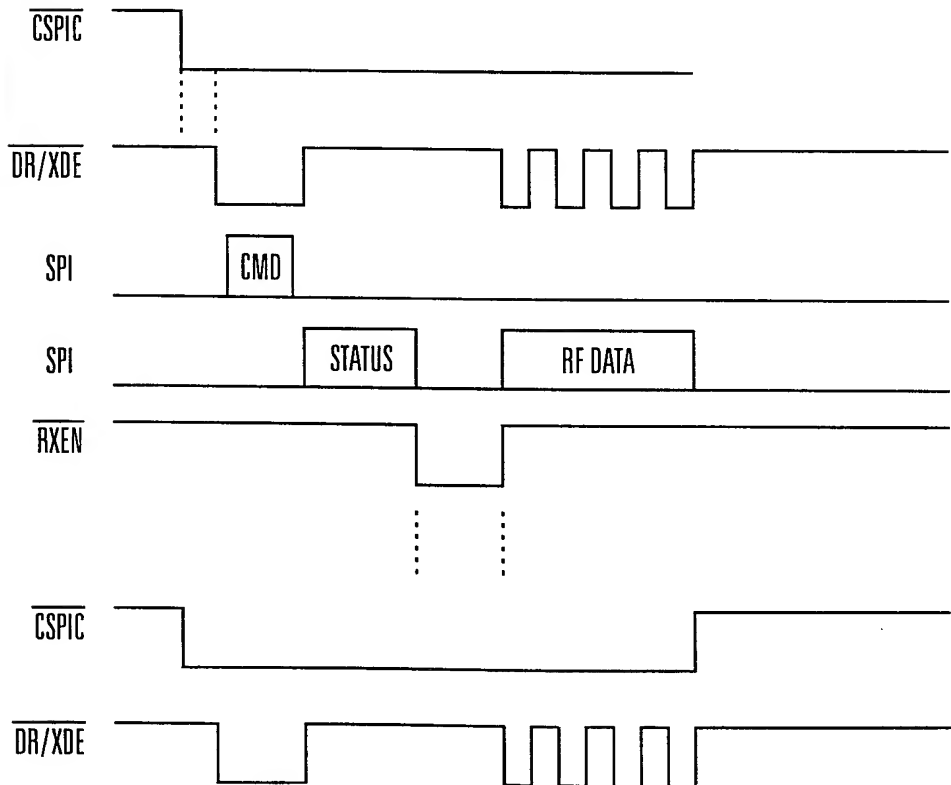 CSPIC
DR/XDE
SPI
CMD
SPI
STATUS
RF DATA
RXEN
CSPIC
DR/XDE